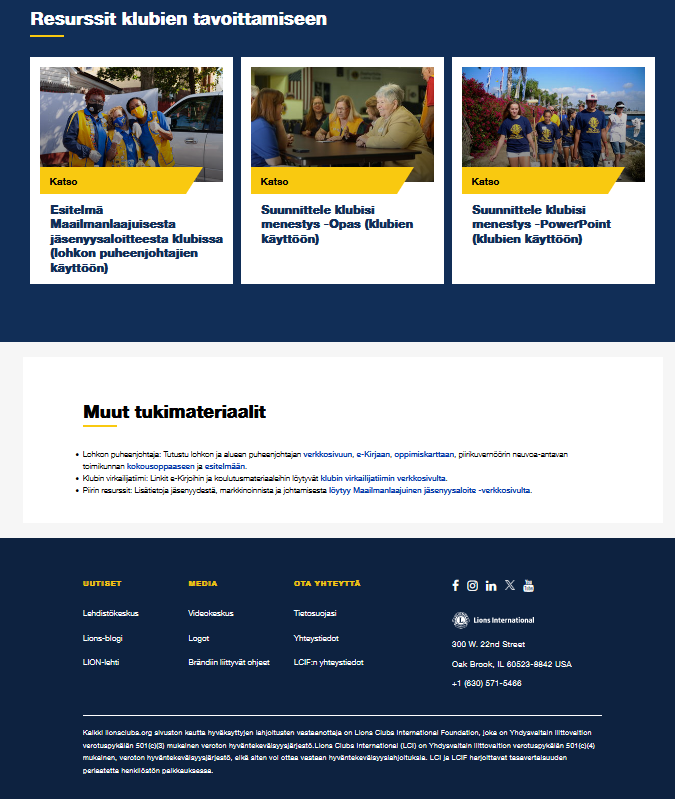 Resurssit klubien tavoittamiseen
Katso
Esitelmä
Maailmanlaajuisesta
jäsenyysaloitteesta klubissa
(lohkon puheenjohtajien
käyttöön)
Katso
Suunnittele klubisi
menestys -Opas (klubien
käyttöön)
Katso
Suunnittele klubisi
menestys -PowerPoint
(klubien käyttöön)
Muut tukimateriaalit
• Lohkon puheenjohtaja: Tutustu lohkon ja alueen puheenjohtajan verkkosivuun, e-Kirjaan, oppimiskarttaan, piirikuvernöörin neuvoa-antavan
toimikunnan kokousoppaaseen ja esitelmään.
• Klubin virkailijatiimi: Linkit e-Kirjoihin ja koulutusmateriaaleihin löytyvät klubin virkailijatiimin verkkosivulta.
• Piirin resurssit: Lisätietoja jäsenyydestä, markkinoinnista ja johtamisesta löytyy Maailmanlaajuinen jäsenyysaloite -verkkosivulta.
UUTISET
Lehdistökeskus
Lions-blogi
LION-lehti
MEDIA
Videokeskus
Logot
Brändiin liittyvät ohjeet
OTA YHTEYTTÄ
Tietosuojasi
Yhteystiedot
LCIF:n yhteystiedot
Lions International
300 W. 22nd Street
Oak Brook, IL 60523-8842 USA
+1 (630) 571-5466
Kaikki lionsclubs.org sivuston kautta hyväksyttyjen lahjoitusten vastaanottaja on Lions Clubs International Foundation, joka on Yhdysvaltain liittovaltion
verotuspykälän 501(c)(3) mukainen veroton hyväntekeväisyysjärjestö.Lions Clubs International (LCI) on Yhdysvaltain liittovaltion verotuspykälän 501(c)(4)
mukainen, veroton hyväntekeväisyysjärjestö, eikä siten voi ottaa vastaan hyväntekeväisyyslahjoituksia. LCI ja LCIF harjoittavat tasavertaisuuden
periaatetta henkilöstön palkkauksessa.